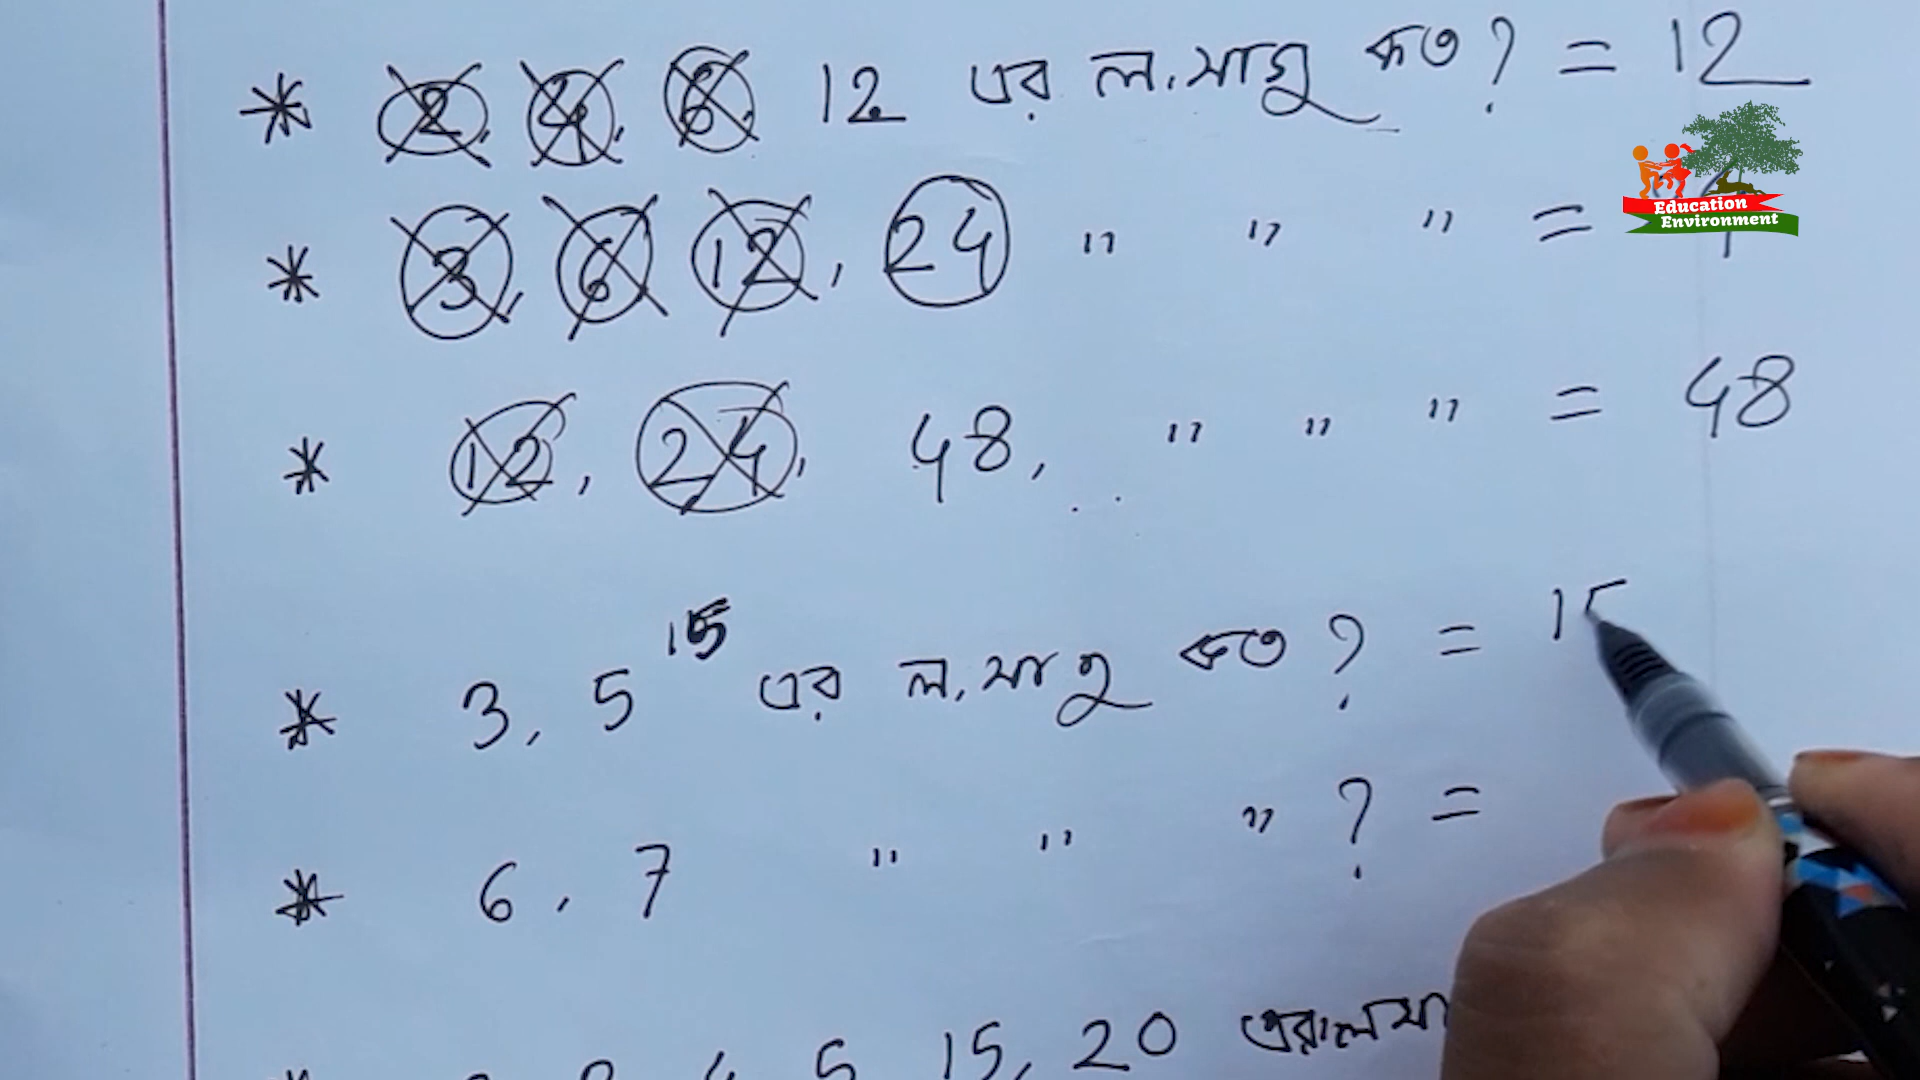 * 2, 4, 6, 12 এর ল.সাগু কত? = 12
Education
Environment
* 3, 6, 12, 24 " " " =
* 12, 24, 48, " " " = 48
* 3, 5 15 এর ল.সাগু কত? = 15
* 6, 7 " " " ? =
5 15, 20